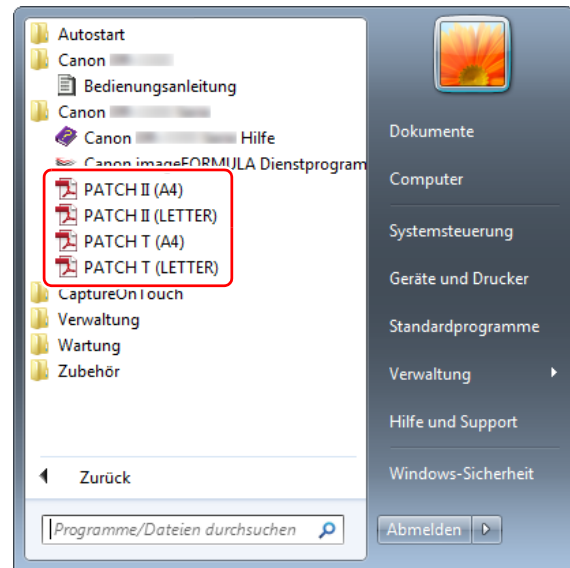 Autostart
Canon
Bedienungsanleitung
Canon
Canon Hilfe
Canon imageFORMULA Dienstprogram
PATCH II (A4)
PATCH II (LETTER)
PATCH T (A4)
PATCH T (LETTER)
CaptureOnTouch
Verwaltung
Wartung
Zubehör
Zurück
Programme/Dateien durchsuchen
Dokumente
Computer
Systemsteuerung
Geräte und Drucker
Standardprogramme
Verwaltung
Hilfe und Support
Windows-Sicherheit
Abmelden